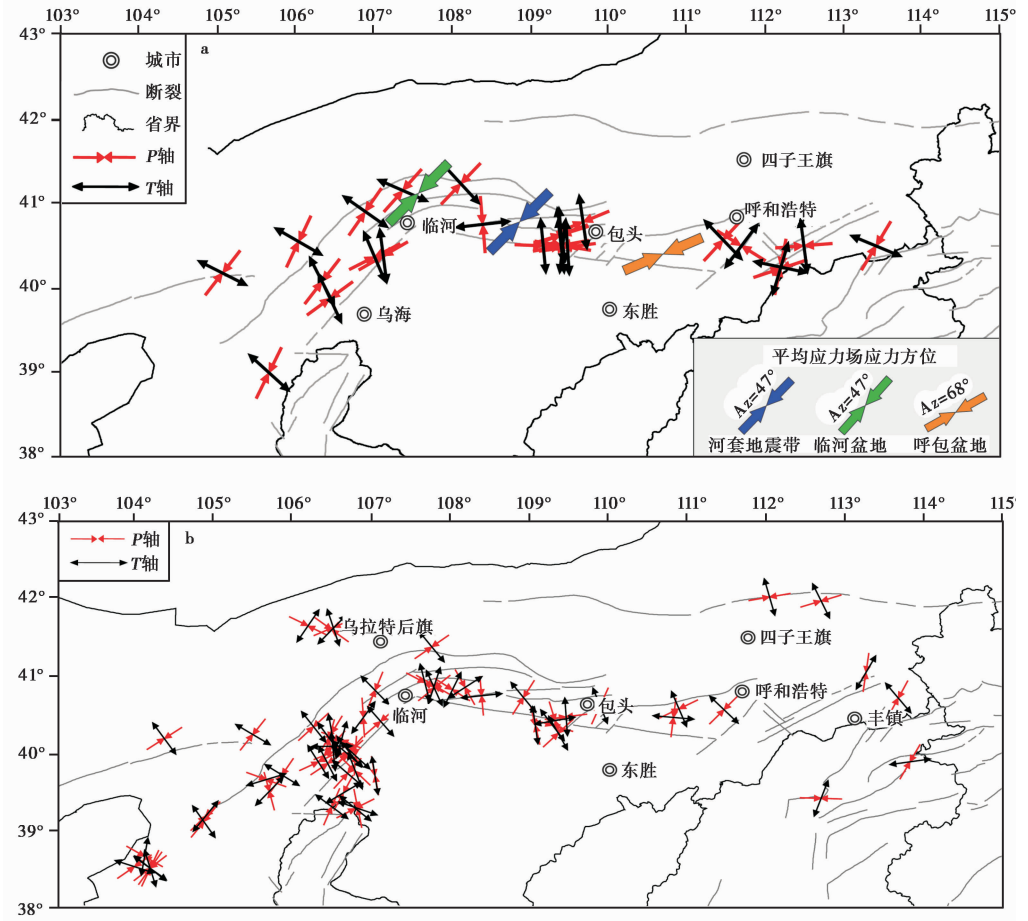 103° 104° 105° 106° 107° 108° 109° 110° 111° 112° 113° 114° 115°
43°
42°
41°
40°
39°
38°
a
城市
断裂
省界
P轴
T轴
四子王旗
呼和浩特
临河
包头
乌海
东胜
平均应力场应力方位
Az=47° Az=47° Az=68°
河套地震带 临河盆地 呼包盆地
103° 104° 105° 106° 107° 108° 109° 110° 111° 112° 113° 114° 115°
43°
42°
41°
40°
39°
38°
b
P轴
T轴
乌拉特后旗
四子王旗
呼和浩特
临河
包头
丰镇
东胜